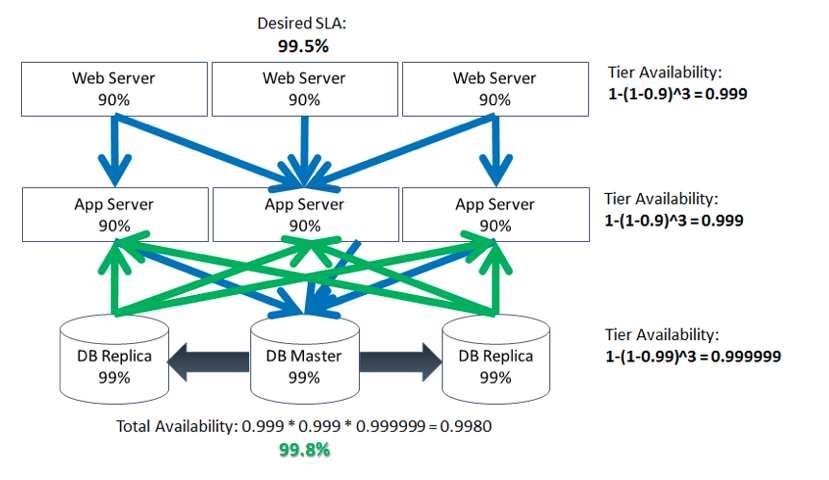 Desired SLA:
99.5%
Web Server
90%
Web Server
90%
Web Server
90%
Tier Availability:
1-(1-0.9)^3 = 0.999
App Server
90%
App Server
90%
App Server
90%
Tier Availability:
1-(1-0.9)^3 = 0.999
DB Replica
99%
DB Master
99%
DB Replica
99%
Tier Availability:
1-(1-0.99)^3 = 0.999999
Total Availability: 0.999 * 0.999 * 0.999999 = 0.9980
99.8%